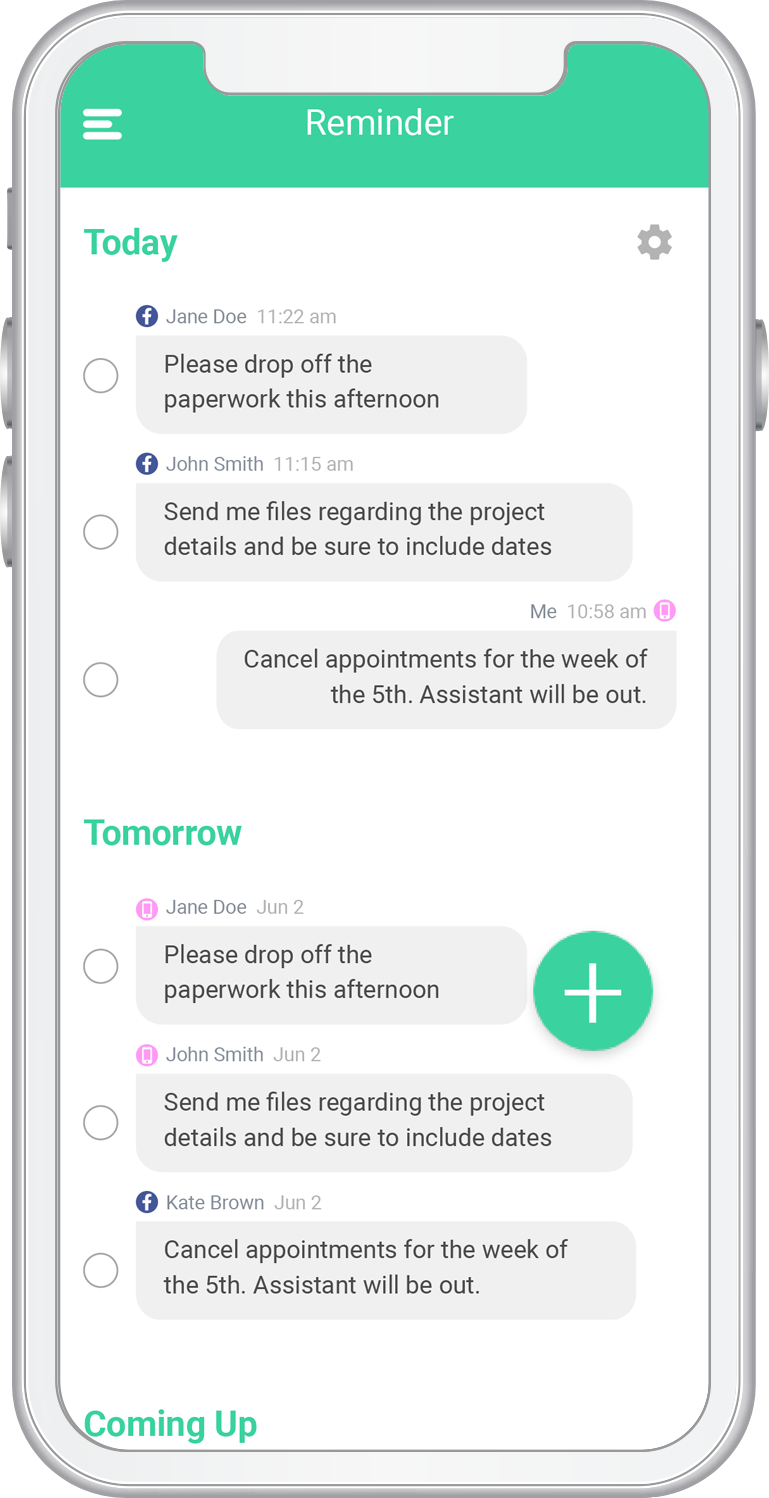 Reminder
Today
Jane Doe 11:22 am
Please drop off the
paperwork this afternoon
John Smith 11:15 am
Send me files regarding the project
details and be sure to include dates
Me 10:58 am
Cancel appointments for the week of
the 5th. Assistant will be out.
Tomorrow
Jane Doe Jun 2
Please drop off the
paperwork this afternoon
John Smith Jun 2
Send me files regarding the project
details and be sure to include dates
Kate Brown Jun 2
Cancel appointments for the week of
the 5th. Assistant will be out.
Coming Up